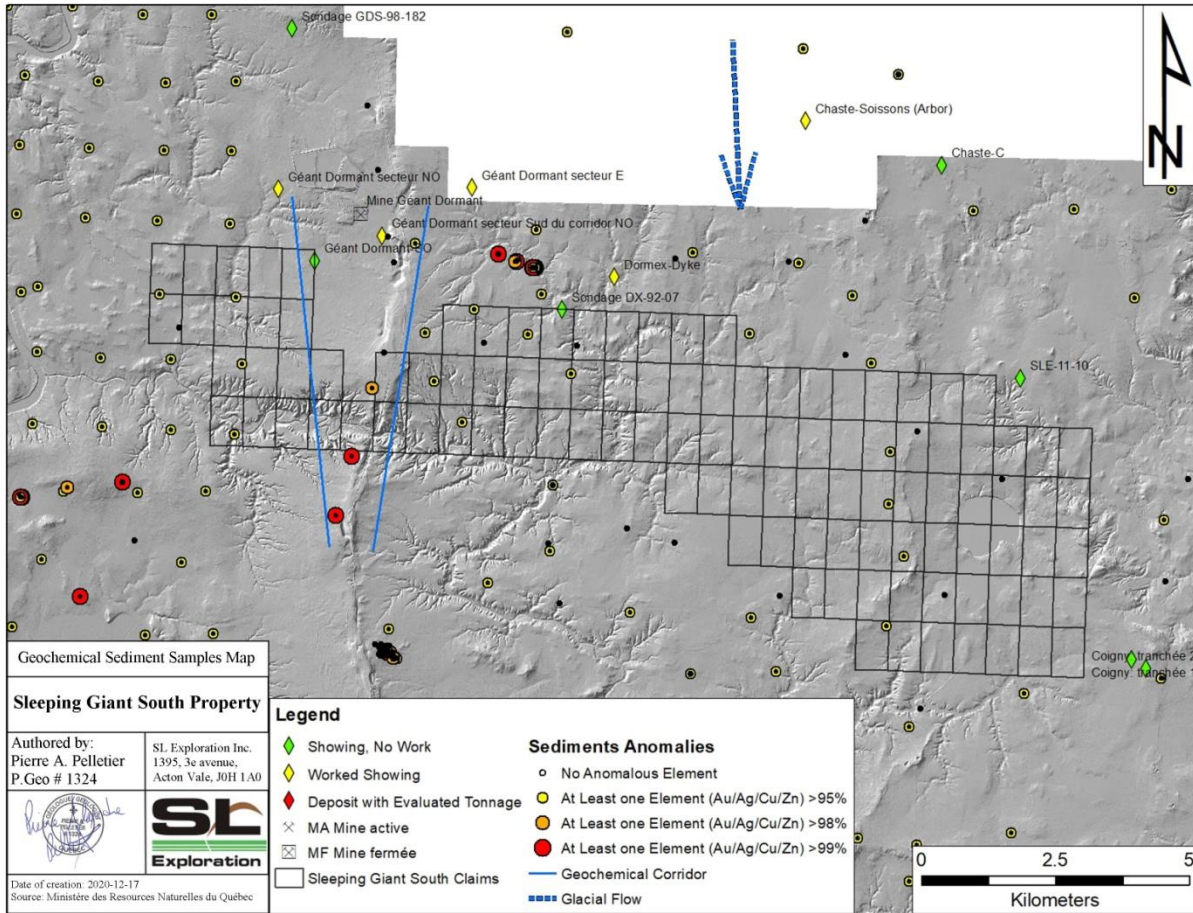 Sondage GDS-98-182
N
Chaste-Soissons (Arbor)
Chaste-C
Géant Dormant secteur NO
Géant Dormant secteur E
Mine Géant Dormant
Géant Dormant secteur Sud du corridor NO
Géant Dormant-SO
Dormex-Dyke
Sondage DX-92-07
SLE-11-10
Coigny: tranchée 2
Coigny: tranchée 1
Geochemical Sediment Samples Map
Sleeping Giant South Property
Authored by:
Pierre A. Pelletier
P.Geo # 1324
SL Exploration Inc.
1395, 3e avenue,
Acton Vale, J0H 1A0
SL
Exploration
Date of creation: 2020-12-17
Source: Ministère des Resources Naturelles du Québec
Legend
Showing, No Work
Worked Showing
Deposit with Evaluated Tonnage
MA Mine active
MF Mine fermée
Sleeping Giant South Claims
Sediments Anomalies
No Anomalous Element
At Least one Element (Au/Ag/Cu/Zn) >95%
At Least one Element (Au/Ag/Cu/Zn) >98%
At Least one Element (Au/Ag/Cu/Zn) >99%
Geochemical Corridor
Glacial Flow
0 2.5 5
Kilometers